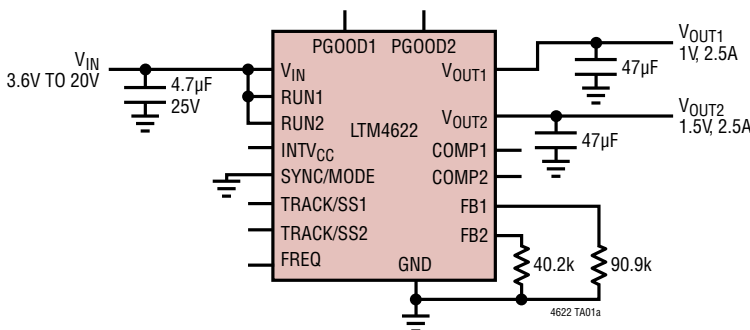 PGOOD1 PGOOD2
VIN
3.6V TO 20V
4.7µF
25V
VIN
RUN1
RUN2
INTVCC
SYNC/MODE
TRACK/SS1
TRACK/SS2
FREQ
LTM4622
GND
VOUT1
VOUT2
COMP1
COMP2
FB1
FB2
47µF
VOUT1
1V, 2.5A
47µF
VOUT2
1.5V, 2.5A
40.2k
90.9k
4622 TA01a